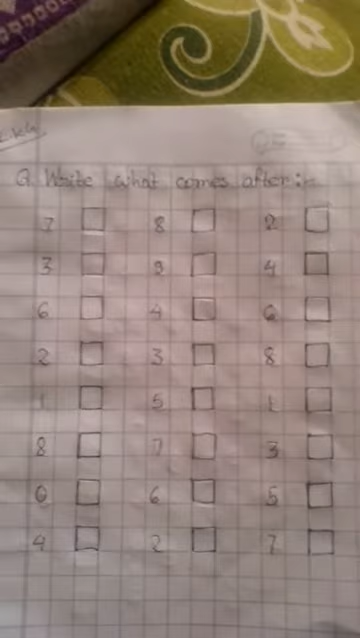 Q. Write what comes after :-
7 8 2
3 9 4
6 4 6
2 3 8
1 5 1
8 7 3
0 6 5
4 2 7